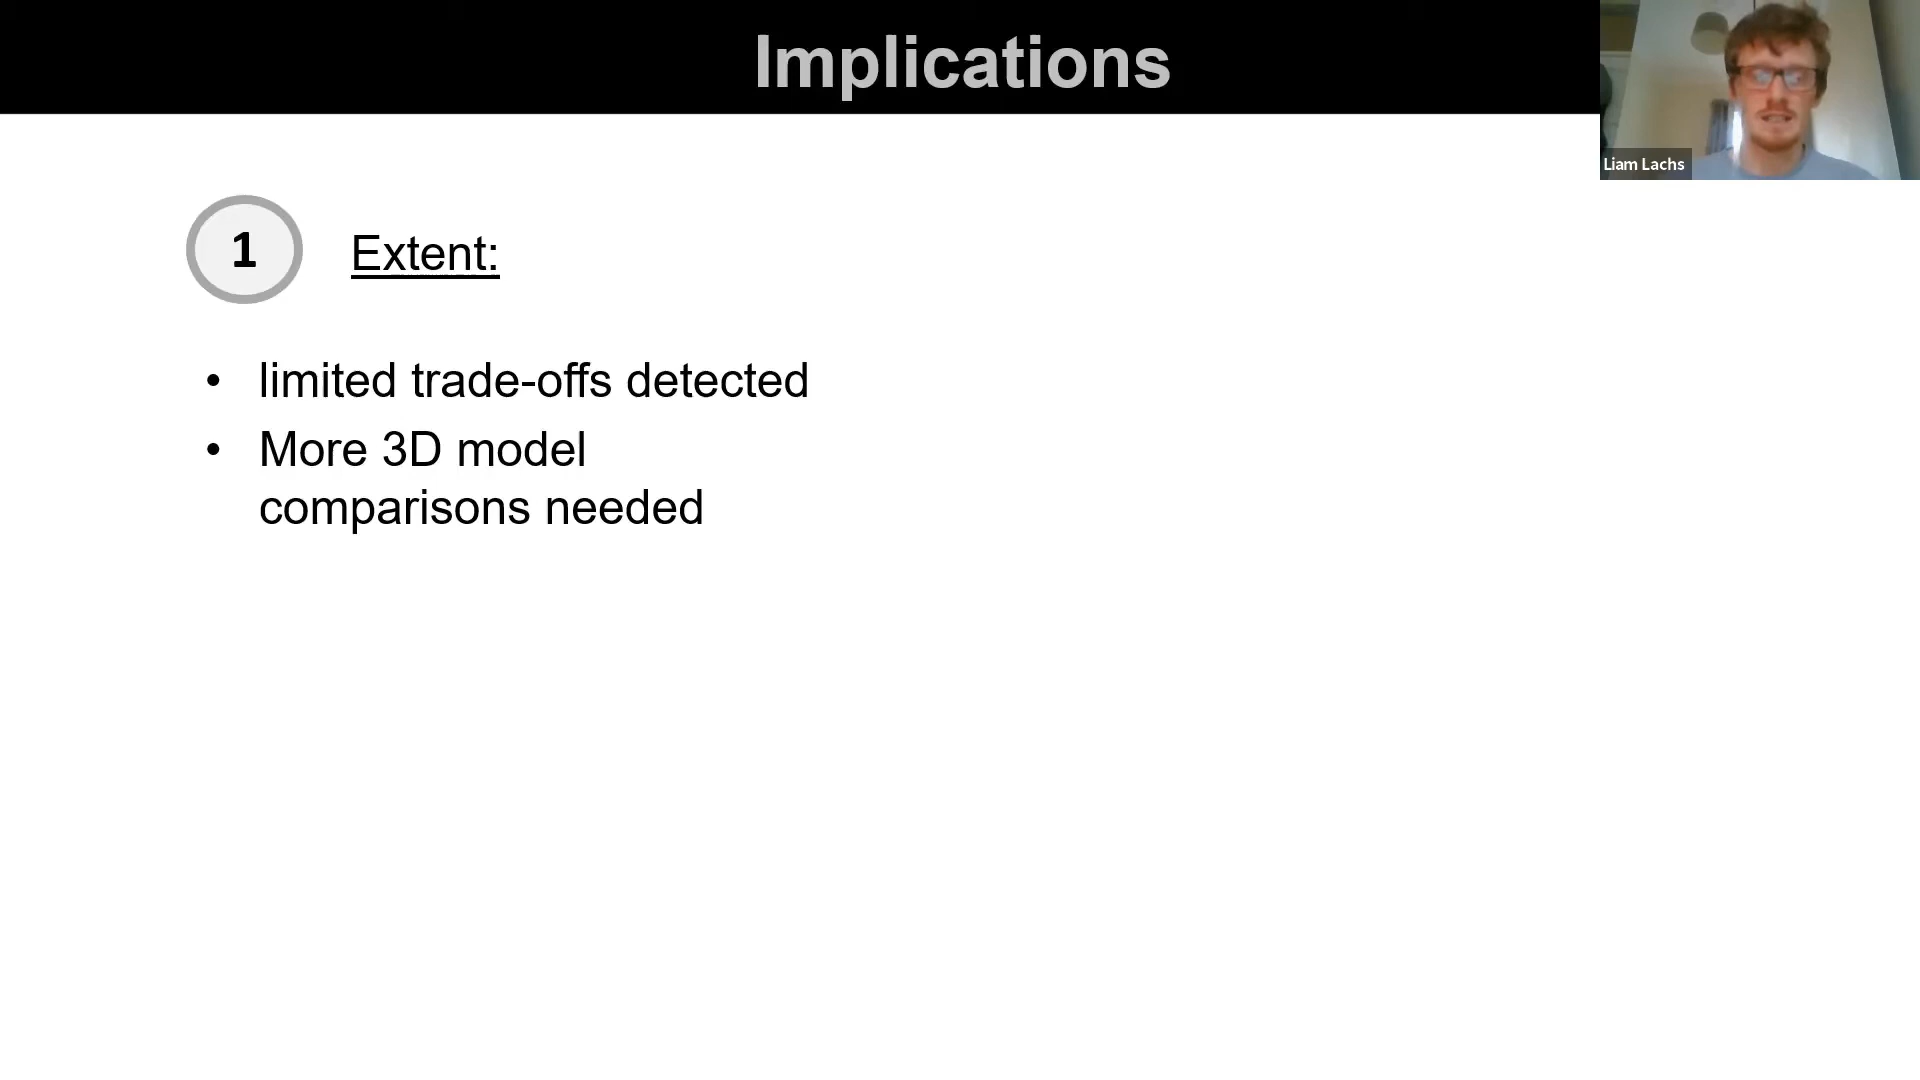 Implications
Liam Lachs
1
Extent:
• limited trade-offs detected
• More 3D model
comparisons needed